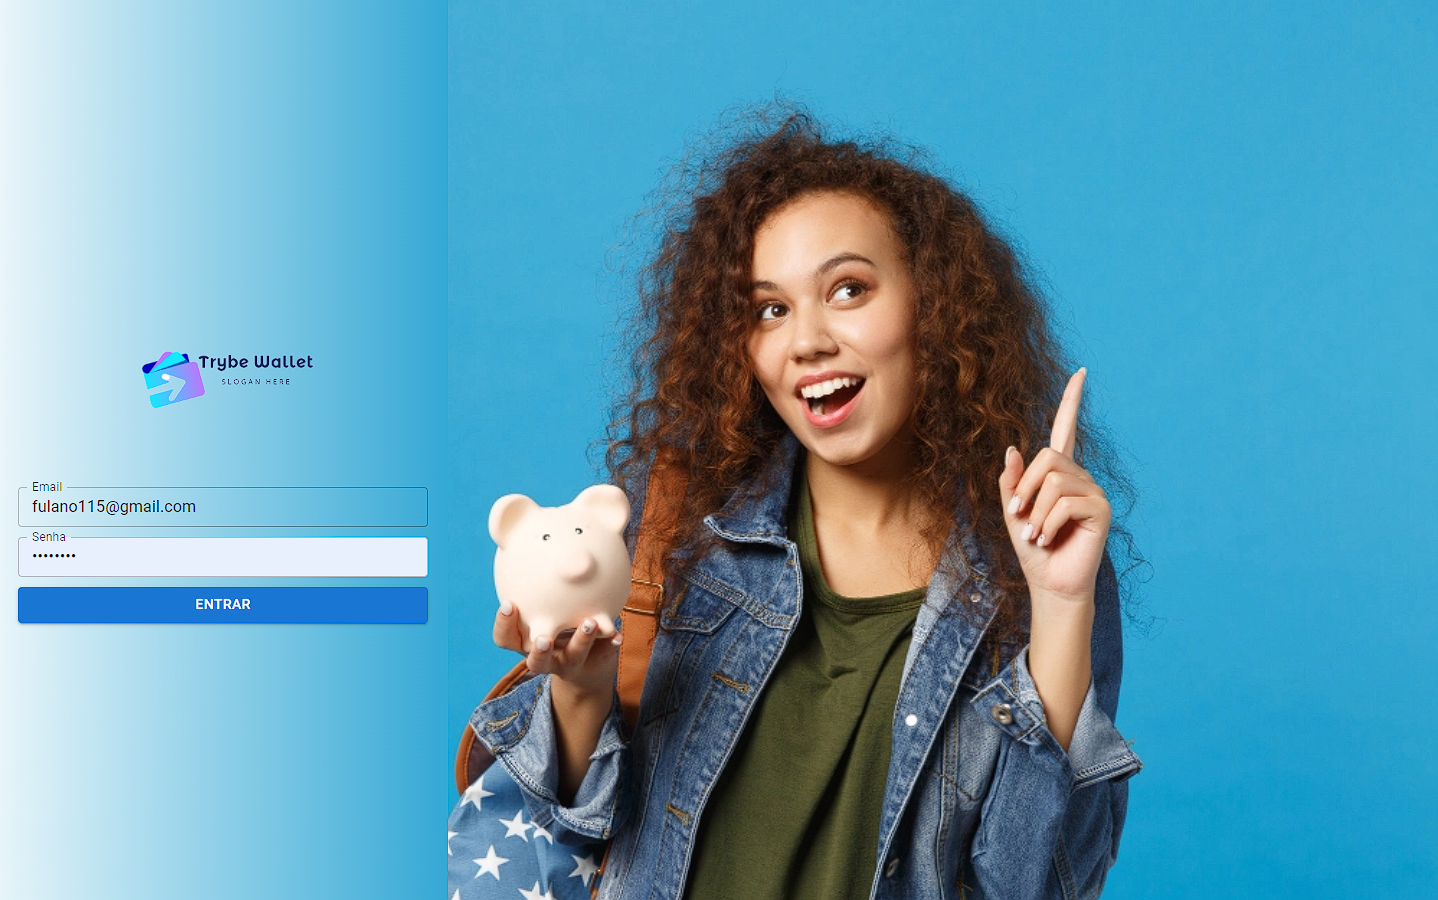 Trybe Wallet
SLOGAN HERE
Email
fulano115@gmail.com
Senha
••••••••
ENTRAR